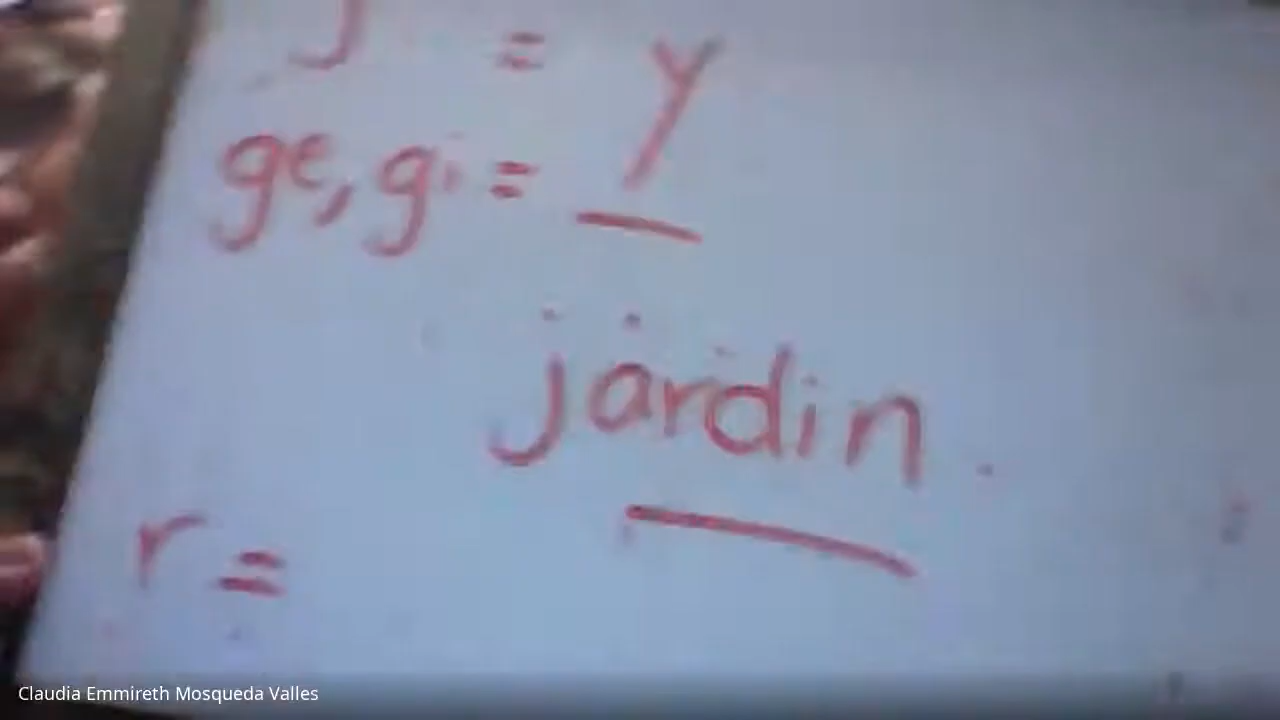 j = y
ge, gi = y
jardin.
r =
Claudia Emmireth Mosqueda Valles